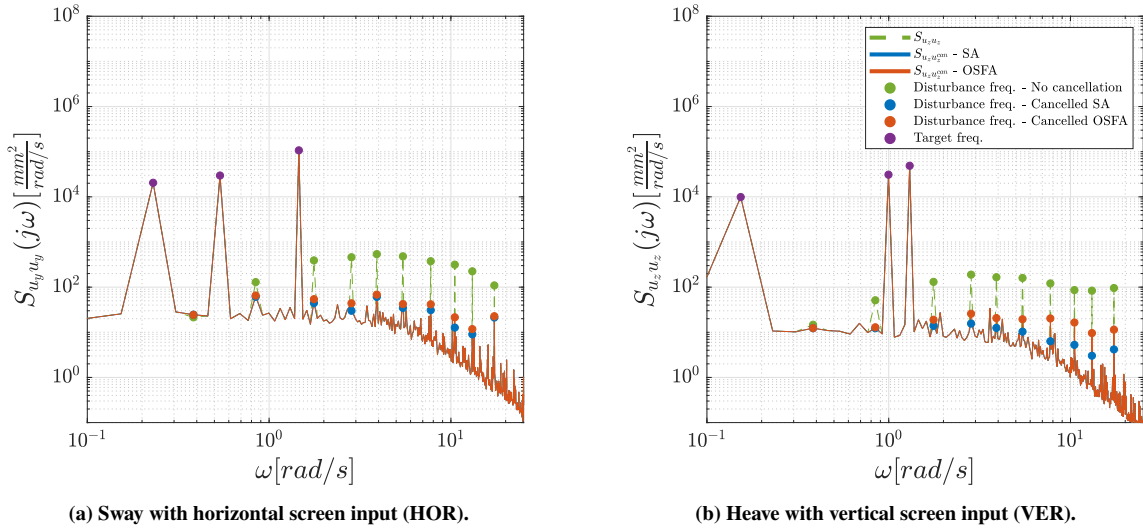 10^8
10^6
10^4
10^2
10^0
S_{u_y u_y}(jω)[\frac{mm^2}{rad/s}]
10^{-1}
10^0
10^1
ω[rad/s]
(a) Sway with horizontal screen input (HOR).
10^8
10^6
10^4
10^2
10^0
S_{u_z u_z}(jω)[\frac{mm^2}{rad/s}]
S_{u_z u_z}
S_{u_z u_z^{can}} - SA
S_{u_z u_z^{can}} - OSFA
Disturbance freq. - No cancellation
Disturbance freq. - Cancelled SA
Disturbance freq. - Cancelled OSFA
Target freq.
10^{-1}
10^0
10^1
ω[rad/s]
(b) Heave with vertical screen input (VER).